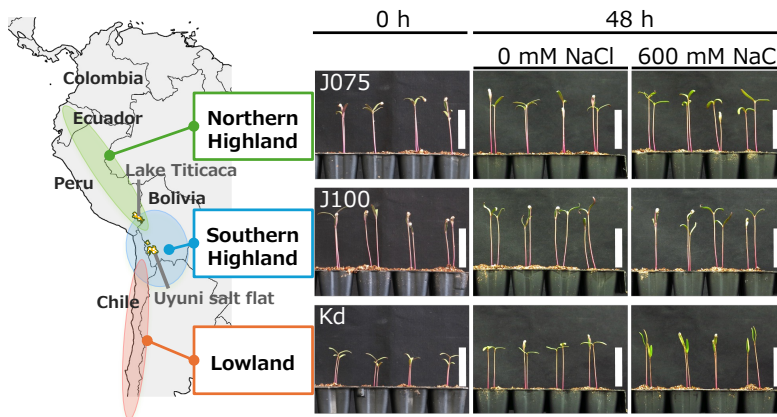 Colombia
Ecuador
Northern
Highland
Lake Titicaca
Peru
Bolivia
Southern
Highland
Uyuni salt flat
Chile
Lowland
0 h
48 h
0 mM NaCl
600 mM NaC
J075
J100
Kd